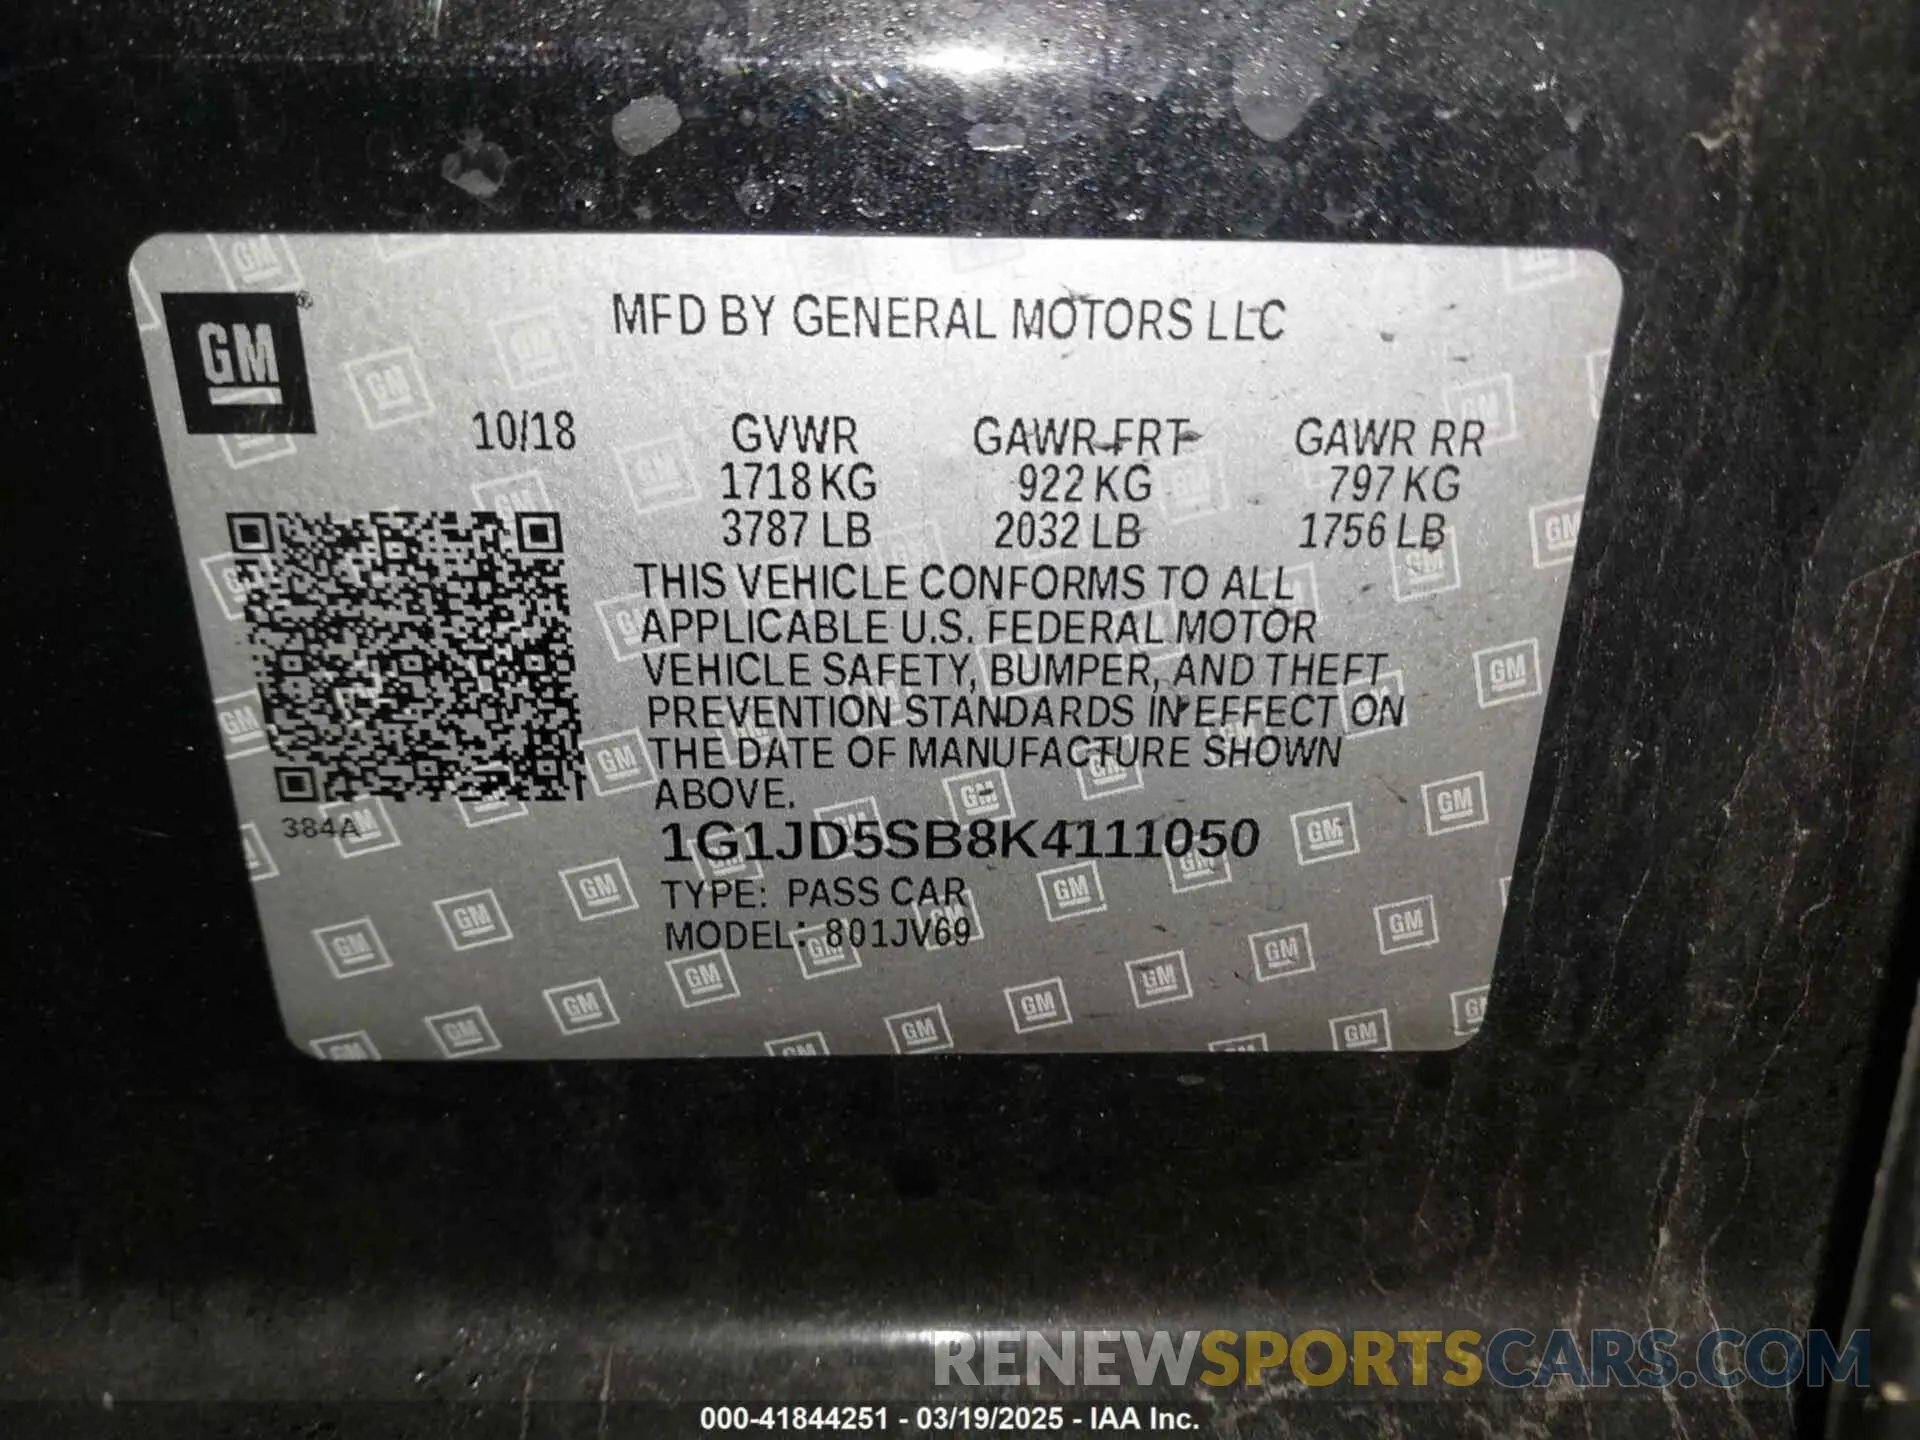 GM
MFD BY GENERAL MOTORS LLC
10/18 GVWR GAWR FRT GAWR RR
1718 KG 922 KG 797 KG
3787 LB 2032 LB 1756 LB
THIS VEHICLE CONFORMS TO ALL
APPLICABLE U.S. FEDERAL MOTOR
VEHICLE SAFETY, BUMPER, AND THEFT
PREVENTION STANDARDS IN EFFECT ON
THE DATE OF MANUFACTURE SHOWN
ABOVE.
384A
1G1JD5SB8K4111050
TYPE: PASS CAR
MODEL: 801JV69
RENEWSPORTSCARS.COM
000-41844251 - 03/19/2025 - IAA Inc.